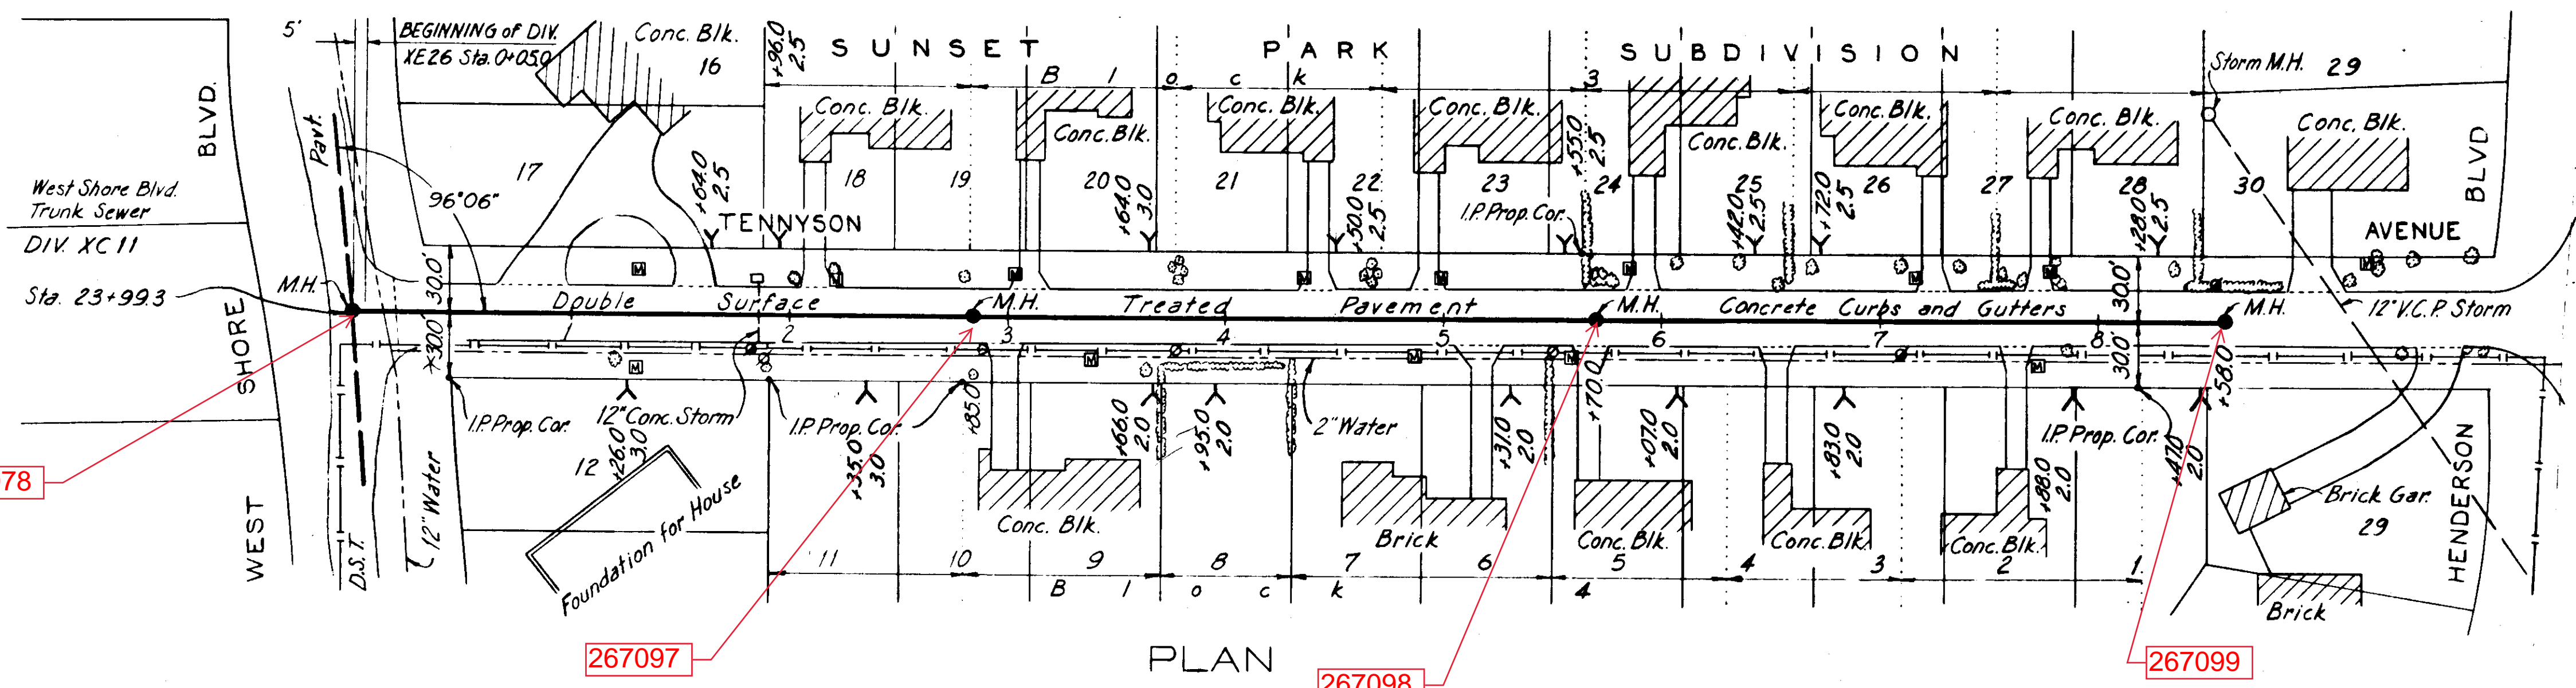 5'
BEGINNING of DIV.
XE26 Sta. 0+05.0
Conc. Blk.
16
+96.0
2.5
SUNSET PARK SUBDIVISION
Block 3
Storm M.H.
29
BLVD.
Pavt.
Conc. Blk.
Conc. Blk.
Conc. Blk.
Conc. Blk.
Conc. Blk.
Conc. Blk.
Conc. Blk.
Conc. Blk.
17
18
19
20
21
22
23
24
25
26
27
28
30
West Shore Blvd.
Trunk Sewer
DIV. XC 11
96°06"
+64.0
2.5
TENNYSON
+64.0
3.0
+50.0
2.5
I.P. Prop. Cor.
+55.0
2.5
+42.0
2.5
+72.0
2.5
+28.0
2.5
AVENUE
BLVD
Sta. 23+99.3
M.H.
30.0'
Double Surface Treated Pavement Concrete Curbs and Gutters
M.H.
M.H.
M.H.
30.0'
12" V.C.P. Storm
2
3
4
5
6
7
8
M
M
M
M
M
M
M
M
M
M
M
M
M
M
SHORE
*30.0'
30.0'
I.P. Prop. Cor.
12" Conc. Storm
I.P. Prop. Cor.
+85.0
2" Water
I.P. Prop. Cor.
+58.0
12
+26.0
3.0
+35.0
3.0
+66.0
2.0
+95.0
2.0
+31.0
2.0
+70.0
+07.0
2.0
+83.0
2.0
+88.0
2.0
+47.0
2.0
78
WEST
D.S.T.
12" Water
Foundation for House
Conc. Blk.
Brick
Conc. Blk.
Conc. Blk.
Conc. Blk.
Brick Gar.
29
HENDERSON
11
10
9
8
7
6
5
4
3
2
1
Block 4
Brick
267097
PLAN
267098
267099